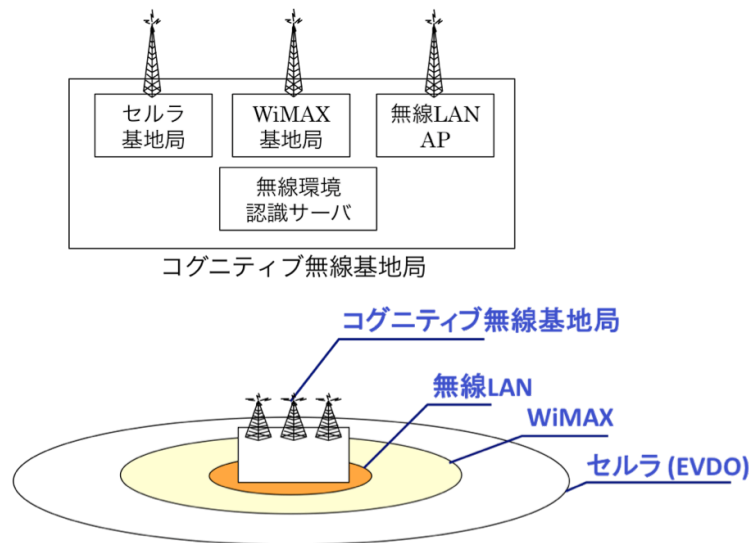 セルラ
基地局
WiMAX
基地局
無線LAN
AP
無線環境
認識サーバ
コグニティブ無線基地局
コグニティブ無線基地局
無線LAN
WiMAX
セルラ (EVDO)